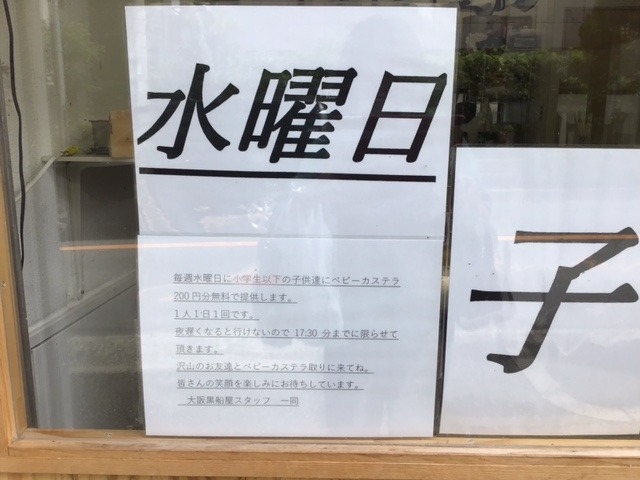 水曜日
毎週水曜日に小学生以下の子供達にベビーカステラ
200円分無料で提供します。
1人1日1回です。
夜遅くなると行けないので 17:30 分までに限らせて
頂きます。
沢山のお友達とベビーカステラ取りに来てね。
皆さんの笑顔を楽しみにお待ちしています。
大阪黒船屋スタッフ 一同
子